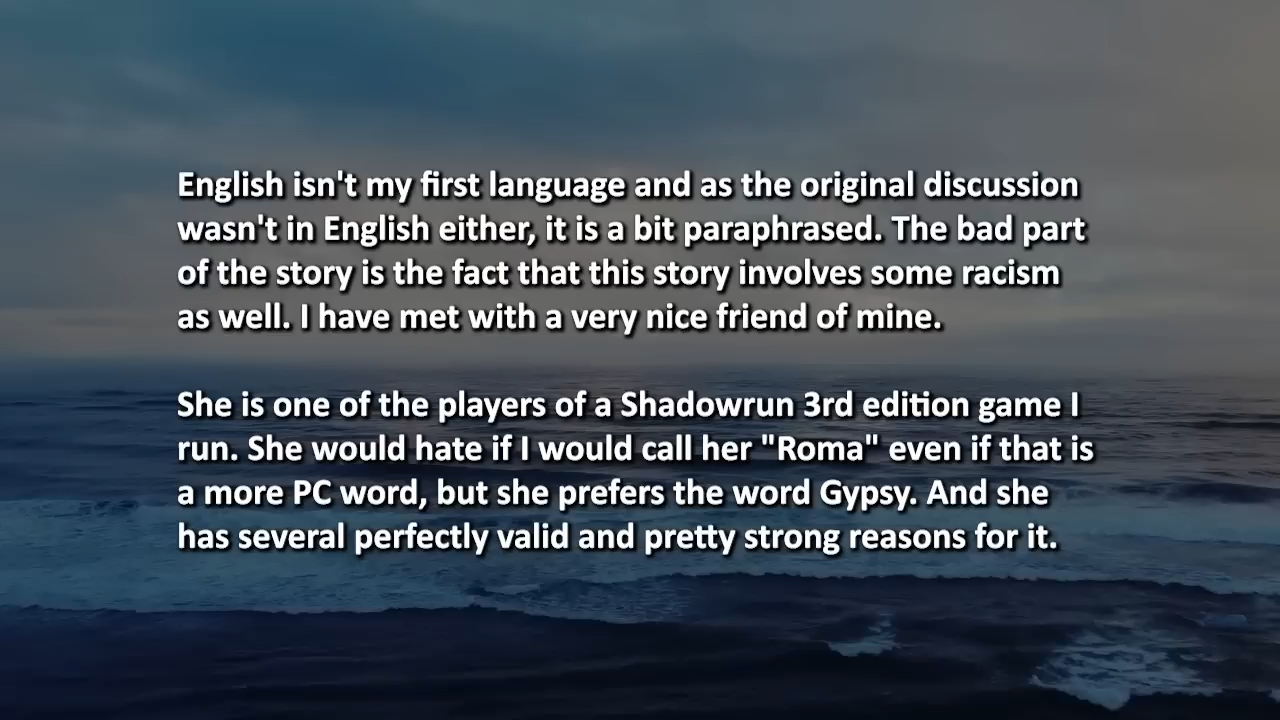 English isn't my first language and as the original discussion
wasn't in English either, it is a bit paraphrased. The bad part
of the story is the fact that this story involves some racism
as well. I have met with a very nice friend of mine.
She is one of the players of a Shadowrun 3rd edition game I
run. She would hate if I would call her "Roma" even if that is
a more PC word, but she prefers the word Gypsy. And she
has several perfectly valid and pretty strong reasons for it.